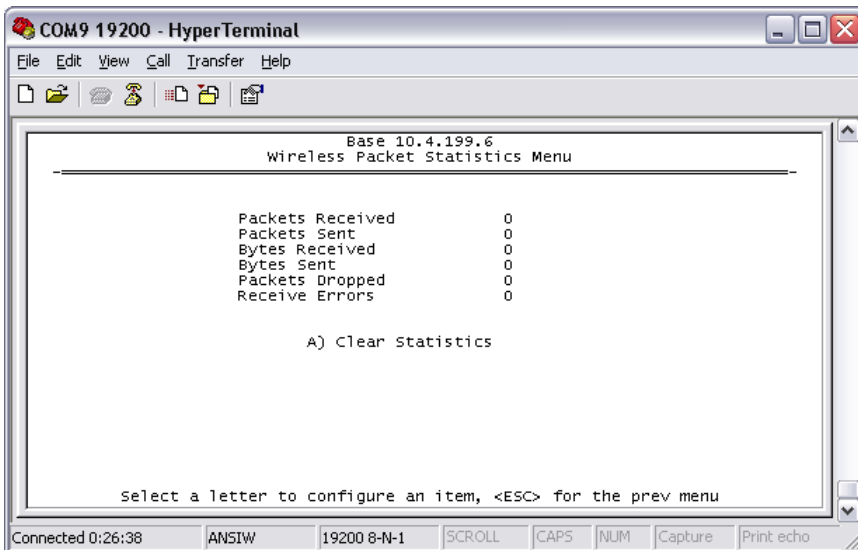 COM9 19200 - HyperTerminal
File Edit View Call Transfer Help
Base 10.4.199.6
Wireless Packet Statistics Menu
Packets Received 0
Packets Sent 0
Bytes Received 0
Bytes Sent 0
Packets Dropped 0
Receive Errors 0
A) Clear Statistics
Select a letter to configure an item, <ESC> for the prev menu
Connected 0:26:38 ANSIW 19200 8-N-1 SCROLL CAPS NUM Capture Print echo